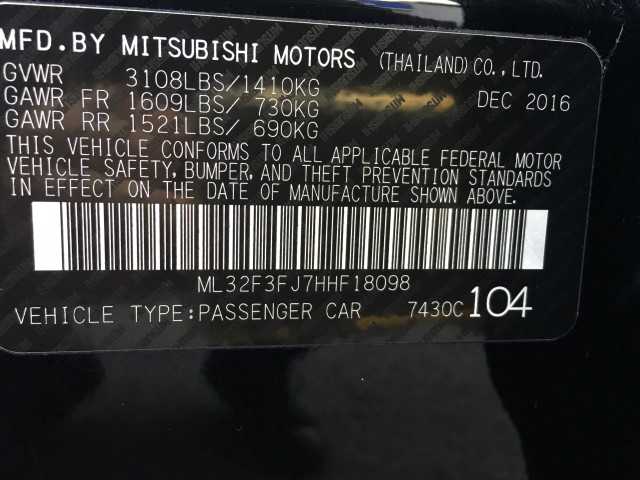 MFD.BY MITSUBISHI MOTORS (THAILAND)CO.,LTD.
GVWR 3108LBS/1410KG
GAWR FR 1609LBS/ 730KG DEC 2016
GAWR RR 1521LBS/ 690KG
THIS VEHICLE CONFORMS TO ALL APPLICABLE FEDERAL MOTOR
VEHICLE SAFETY, BUMPER, AND THEFT PREVENTION STANDARDS
IN EFFECT ON THE DATE OF MANUFACTURE SHOWN ABOVE.
ML32F3FJ7HHF18098
VEHICLE TYPE:PASSENGER CAR 7430C 104